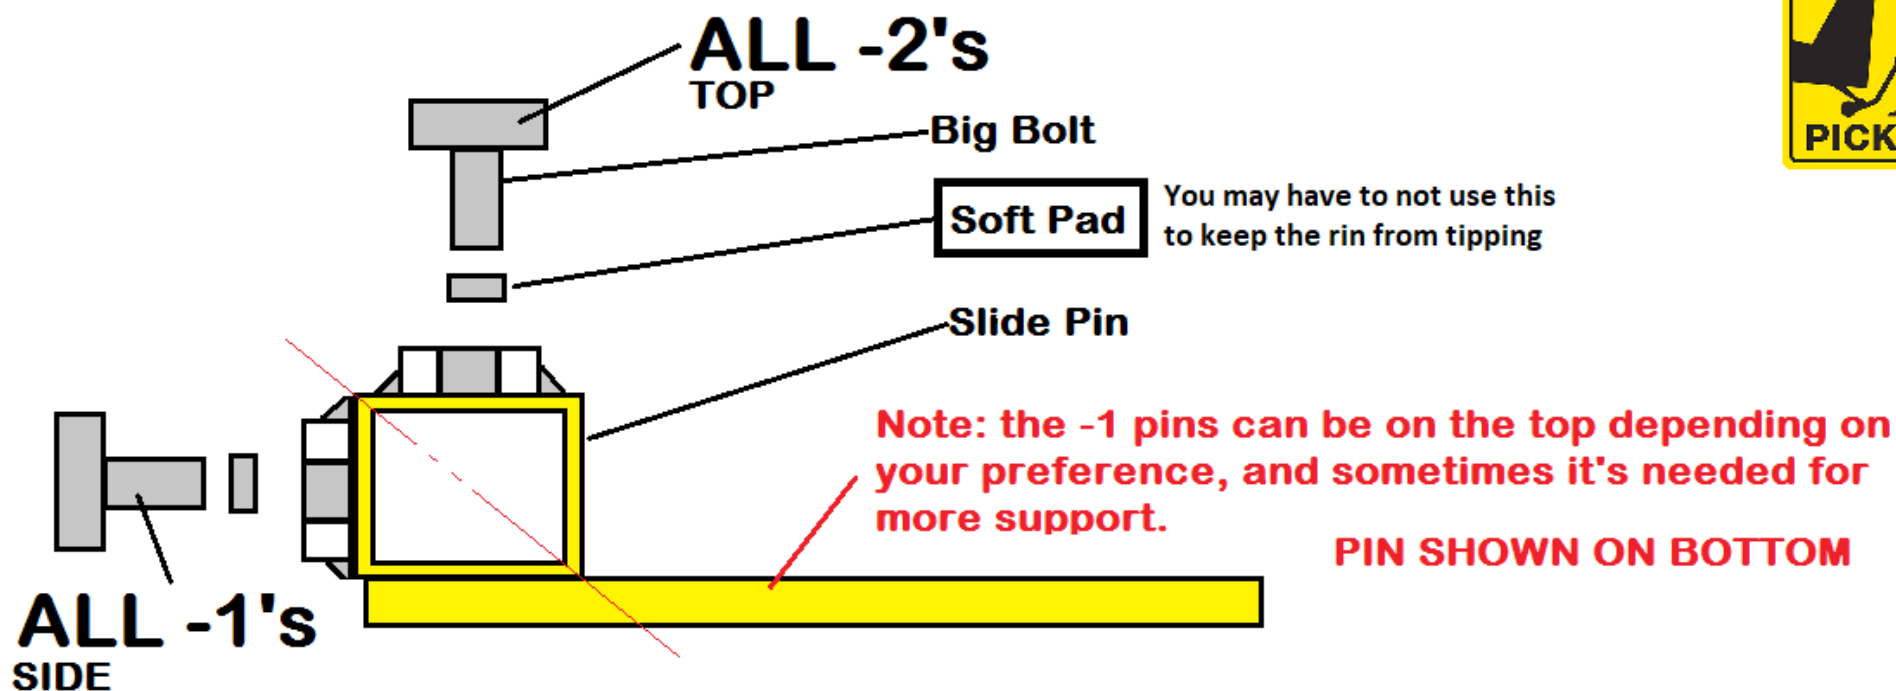 ALL -2's
TOP
Big Bolt
Soft Pad
You may have to not use this
to keep the rin from tipping
Slide Pin
Note: the -1 pins can be on the top depending on
your preference, and sometimes it's needed for
more support.
PIN SHOWN ON BOTTOM
ALL -1's
SIDE
PICK